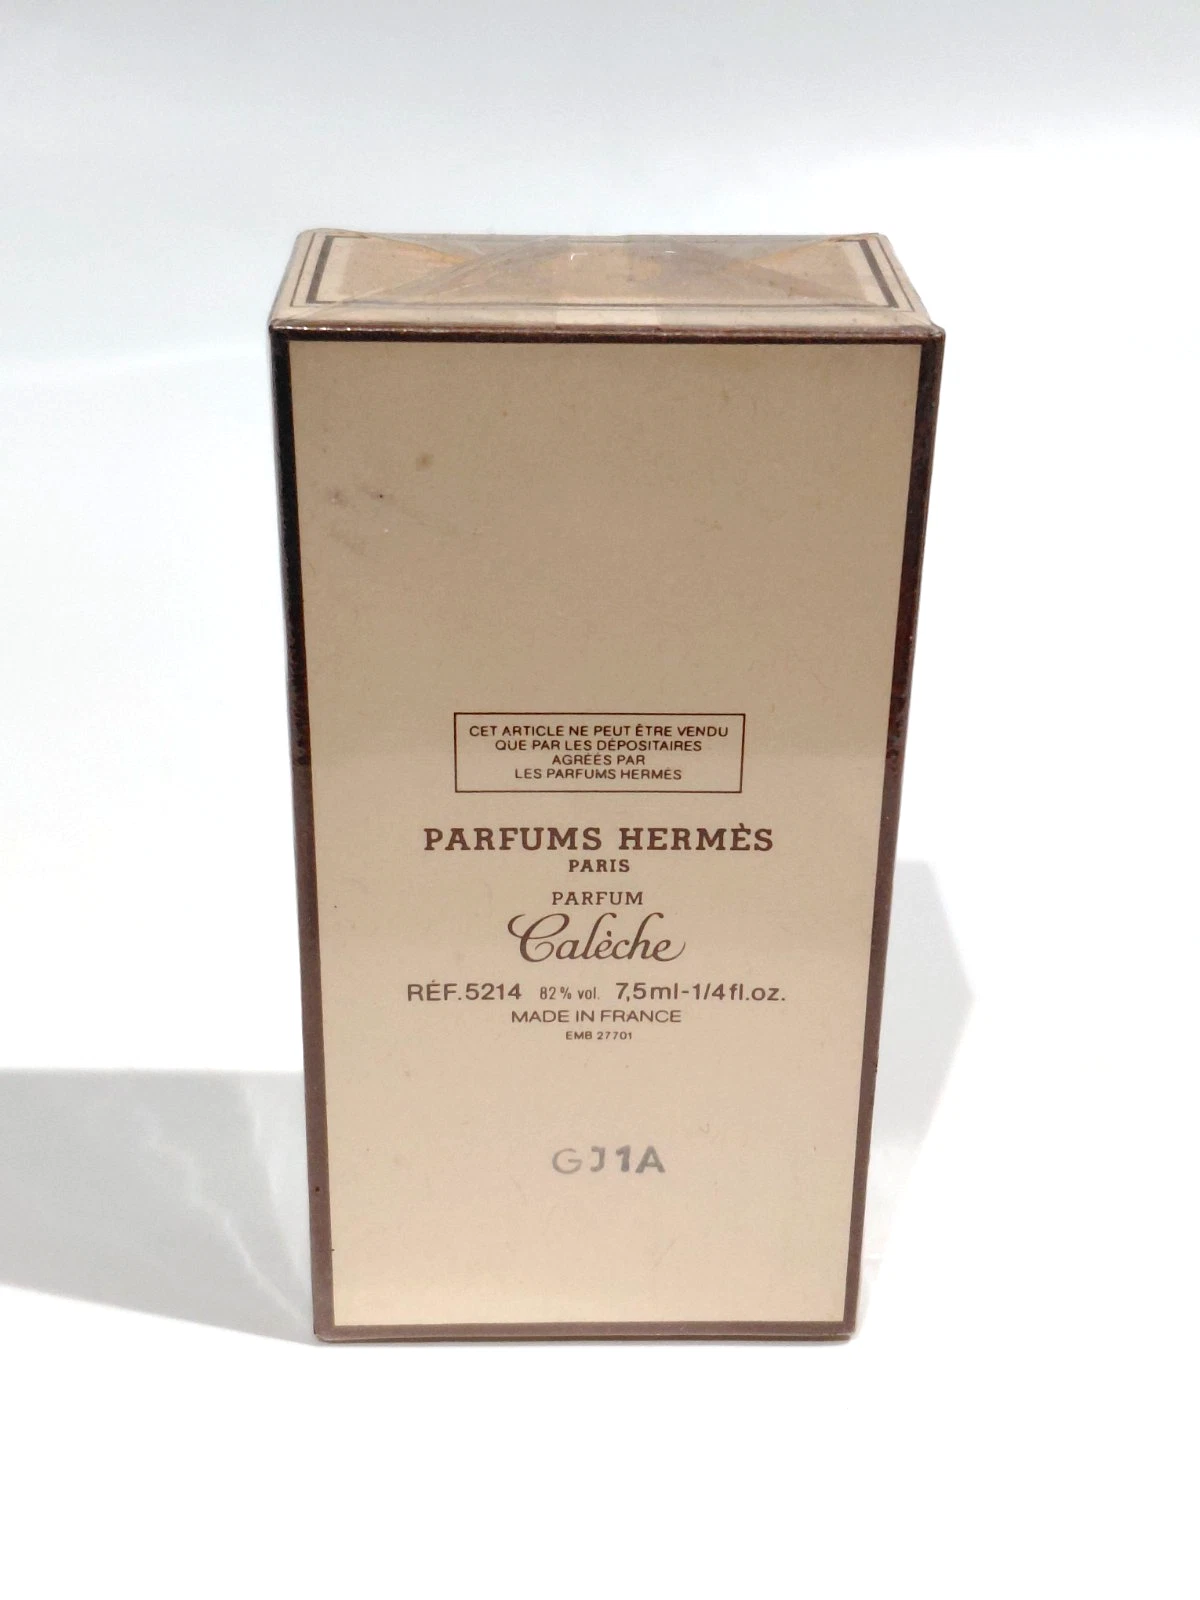 CET ARTICLE NE PEUT ÊTRE VENDU
QUE PAR LES DÉPOSITAIRES
AGRÉÉS PAR
LES PARFUMS HERMÈS
PARFUMS HERMÈS
PARIS
PARFUM
Calèche
RÉF.5214 82% vol. 7,5ml-1/4fl.oz.
MADE IN FRANCE
EMB 27701
GJ1A